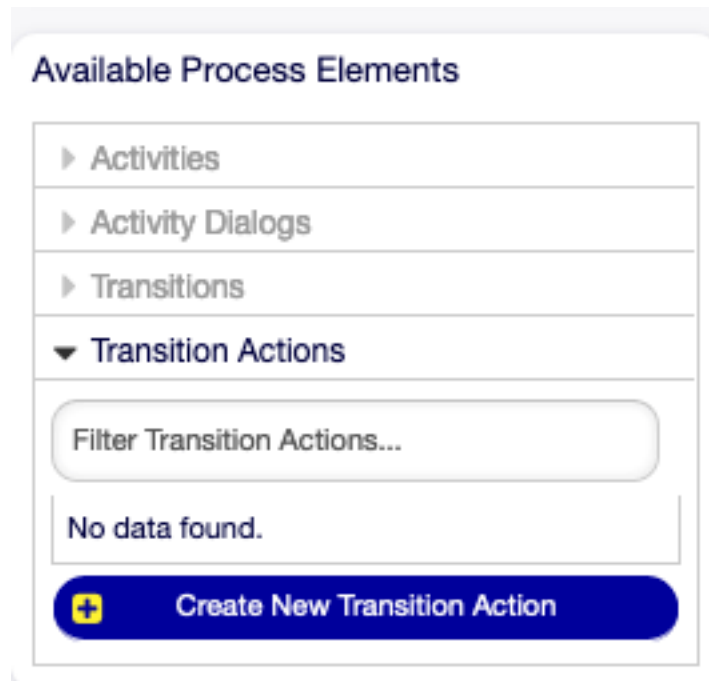 Available Process Elements
Activities
Activity Dialogs
Transitions
Transition Actions
Filter Transition Actions...
No data found.
Create New Transition Action